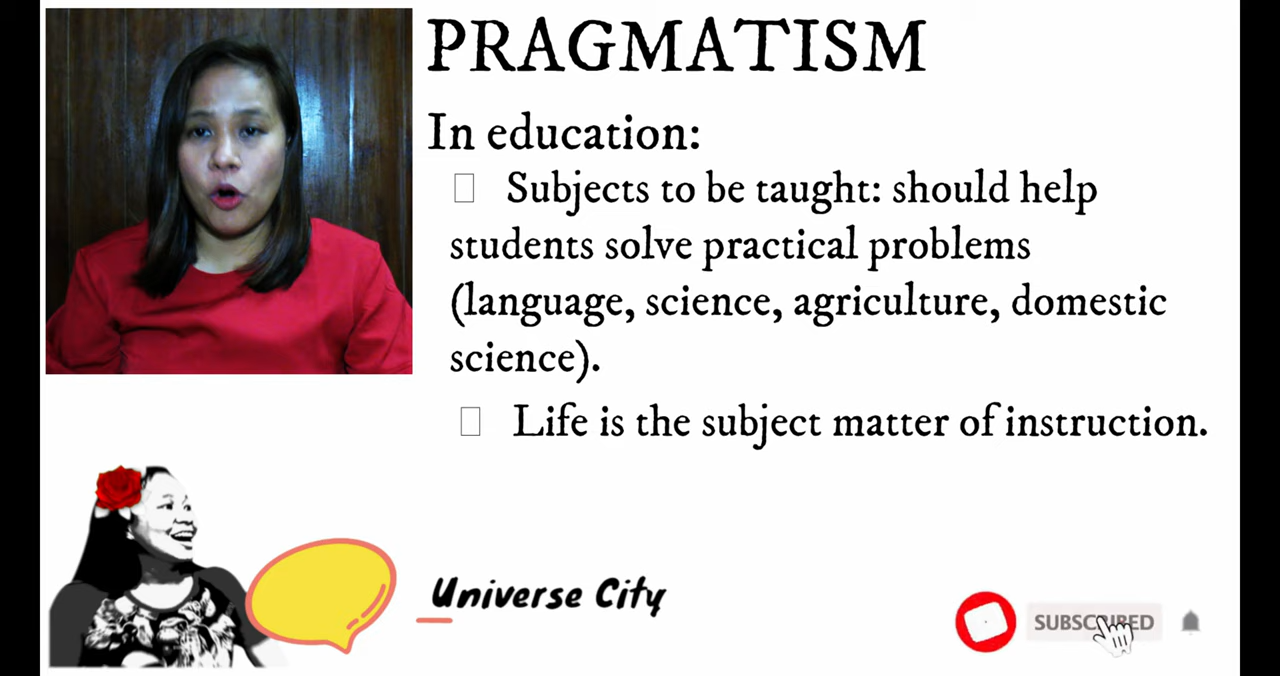 PRAGMATISM
In education:
Subjects to be taught: should help
students solve practical problems
(language, science, agriculture, domestic
science).
Life is the subject matter of instruction.
Universe City
SUBSCRIBED